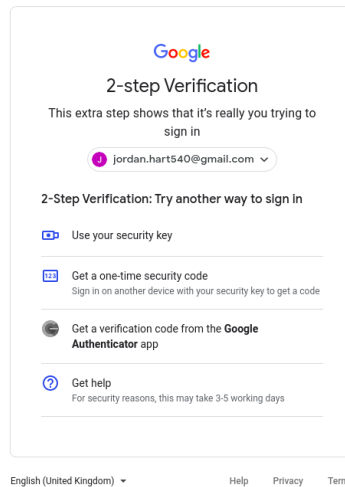 Google
2-step Verification
This extra step shows that it's really you trying to
sign in
J jordan.hart540@gmail.com
2-Step Verification: Try another way to sign in
Use your security key
123 Get a one-time security code
Sign in on another device with your security key to get a code
Get a verification code from the Google
Authenticator app
? Get help
For security reasons, this may take 3-5 working days
English (United Kingdom) Help Privacy